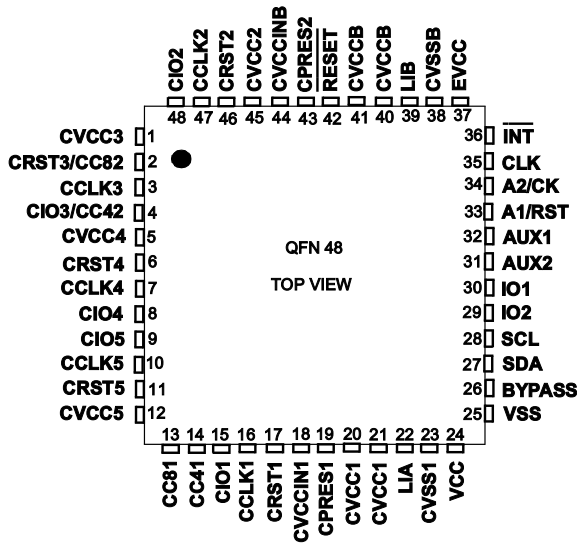 CIO2
CCLK2
CRST2
CVCC2
CVCCINB
CPRES2
RESET
CVCCB
CVCCB
LIB
CVSSB
EVCC
48 47 46 45 44 43 42 41 40 39 38 37
CVCC3 1
CRST3/CC82 2
CCLK3 3
CIO3/CC42 4
CVCC4 5
CRST4 6
CCLK4 7
CIO4 8
CIO5 9
CCLK5 10
CRST5 11
CVCC5 12
QFN 48
TOP VIEW
36 INT
35 CLK
34 A2/CK
33 A1/RST
32 AUX1
31 AUX2
30 IO1
29 IO2
28 SCL
27 SDA
26 BYPASS
25 VSS
13 14 15 16 17 18 19 20 21 22 23 24
CC81
CC41
CIO1
CCLK1
CRST1
CVCCIN1
CPRES1
CVCC1
CVCC1
LIA
CVSS1
VCC